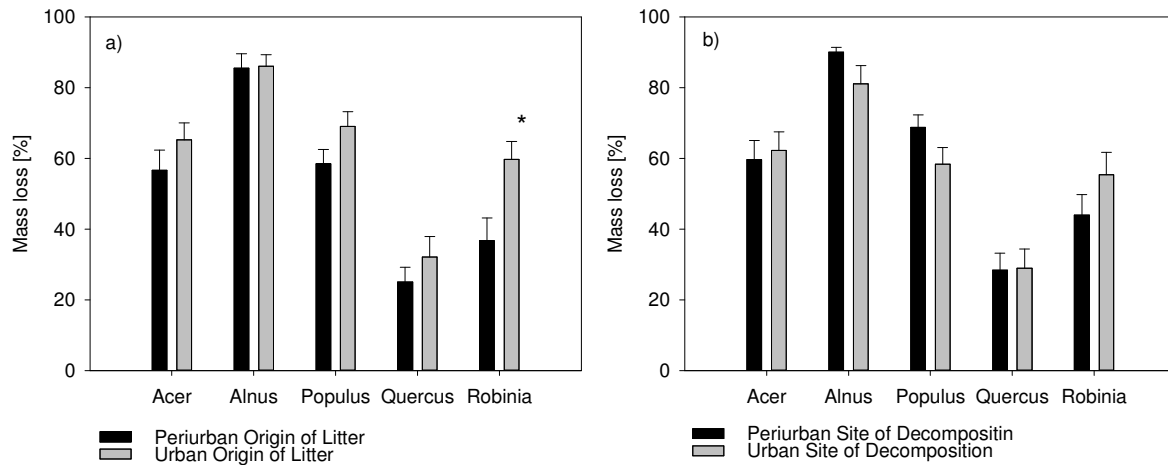 a)
Mass loss [%]
100
80
60
40
20
0
*
Acer Alnus Populus Quercus Robinia
Periurban Origin of Litter
Urban Origin of Litter
b)
Mass loss [%]
100
80
60
40
20
0
Acer Alnus Populus Quercus Robinia
Periurban Site of Decompositin
Urban Site of Decomposition